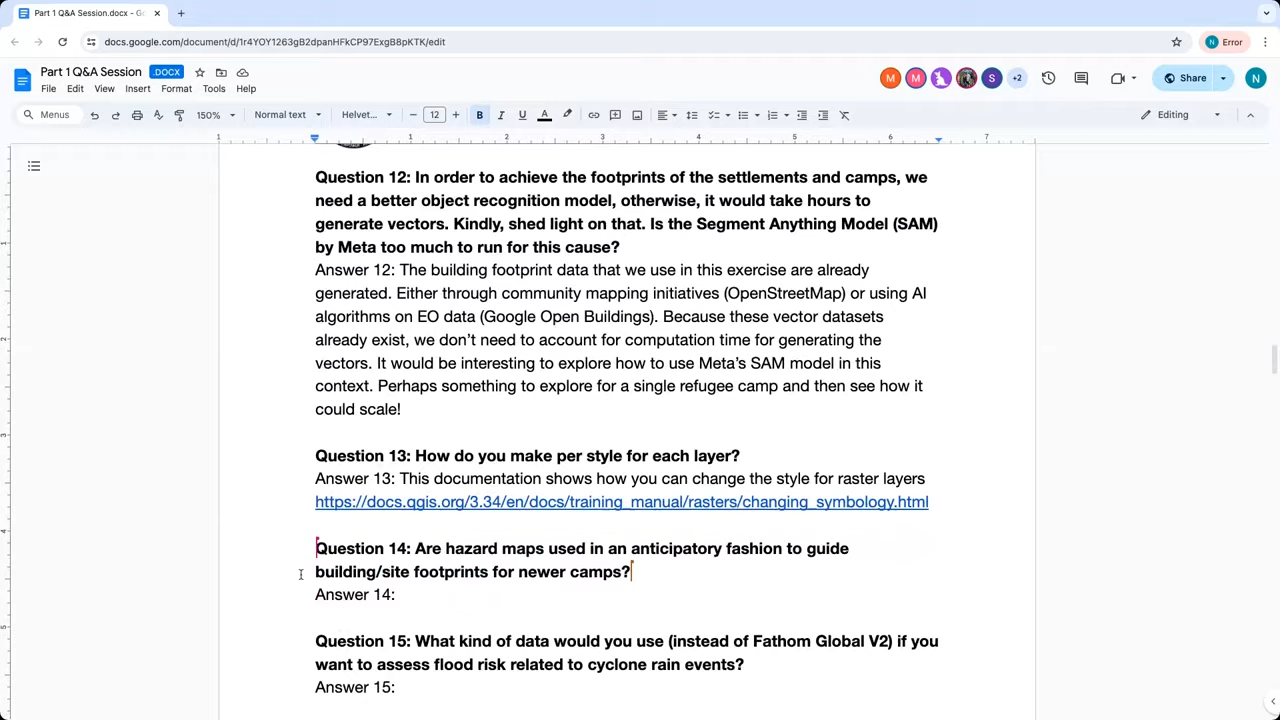 Part 1 Q&A Session.docx - Go
docs.google.com/document/d/1r4YOY1263gB2dpanHFkCP97ExgB8pKTK/edit
N Error
Part 1 Q&A Session .DOCX
File Edit View Insert Format Tools Help
M M S +2 Share N
Menus 150% Normal text Helvet... 12 B I U A Editing
1 1 2 3 4 5 6 7
Question 12: In order to achieve the footprints of the settlements and camps, we
need a better object recognition model, otherwise, it would take hours to
generate vectors. Kindly, shed light on that. Is the Segment Anything Model (SAM)
by Meta too much to run for this cause?
Answer 12: The building footprint data that we use in this exercise are already
generated. Either through community mapping initiatives (OpenStreetMap) or using AI
algorithms on EO data (Google Open Buildings). Because these vector datasets
already exist, we don't need to account for computation time for generating the
vectors. It would be interesting to explore how to use Meta's SAM model in this
context. Perhaps something to explore for a single refugee camp and then see how it
could scale!
Question 13: How do you make per style for each layer?
Answer 13: This documentation shows how you can change the style for raster layers
https://docs.qgis.org/3.34/en/docs/training_manual/rasters/changing_symbology.html
Question 14: Are hazard maps used in an anticipatory fashion to guide
building/site footprints for newer camps?
Answer 14:
Question 15: What kind of data would you use (instead of Fathom Global V2) if you
want to assess flood risk related to cyclone rain events?
Answer 15: